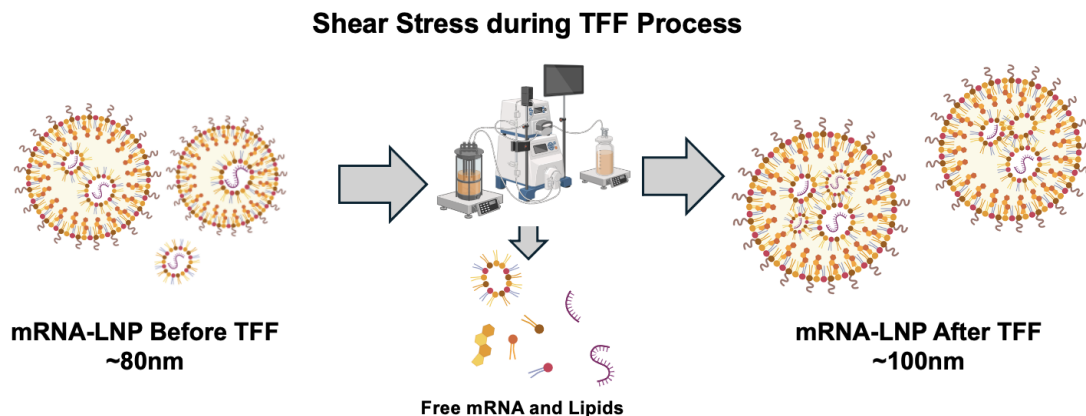 Shear Stress during TFF Process
mRNA-LNP Before TFF
~80nm
Free mRNA and Lipids
mRNA-LNP After TFF
~100nm